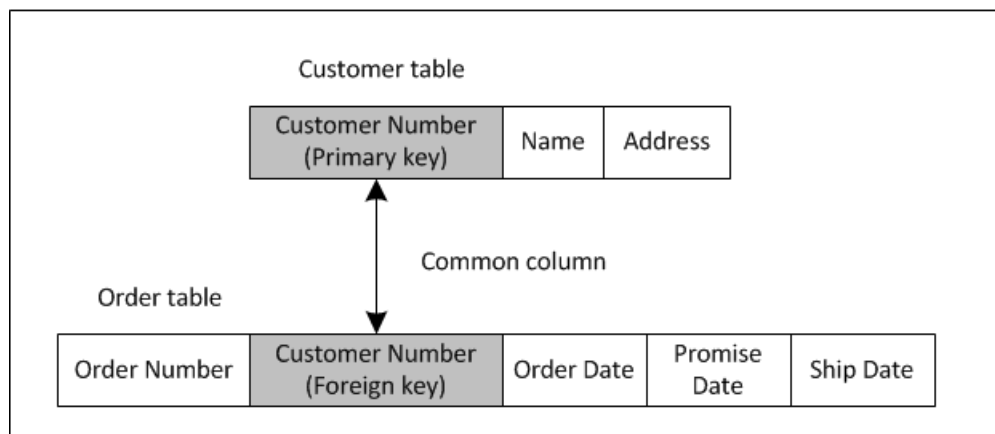 Customer table
Customer Number
(Primary key)
Name
Address
Common column
Order table
Order Number
Customer Number
(Foreign key)
Order Date
Promise
Date
Ship Date